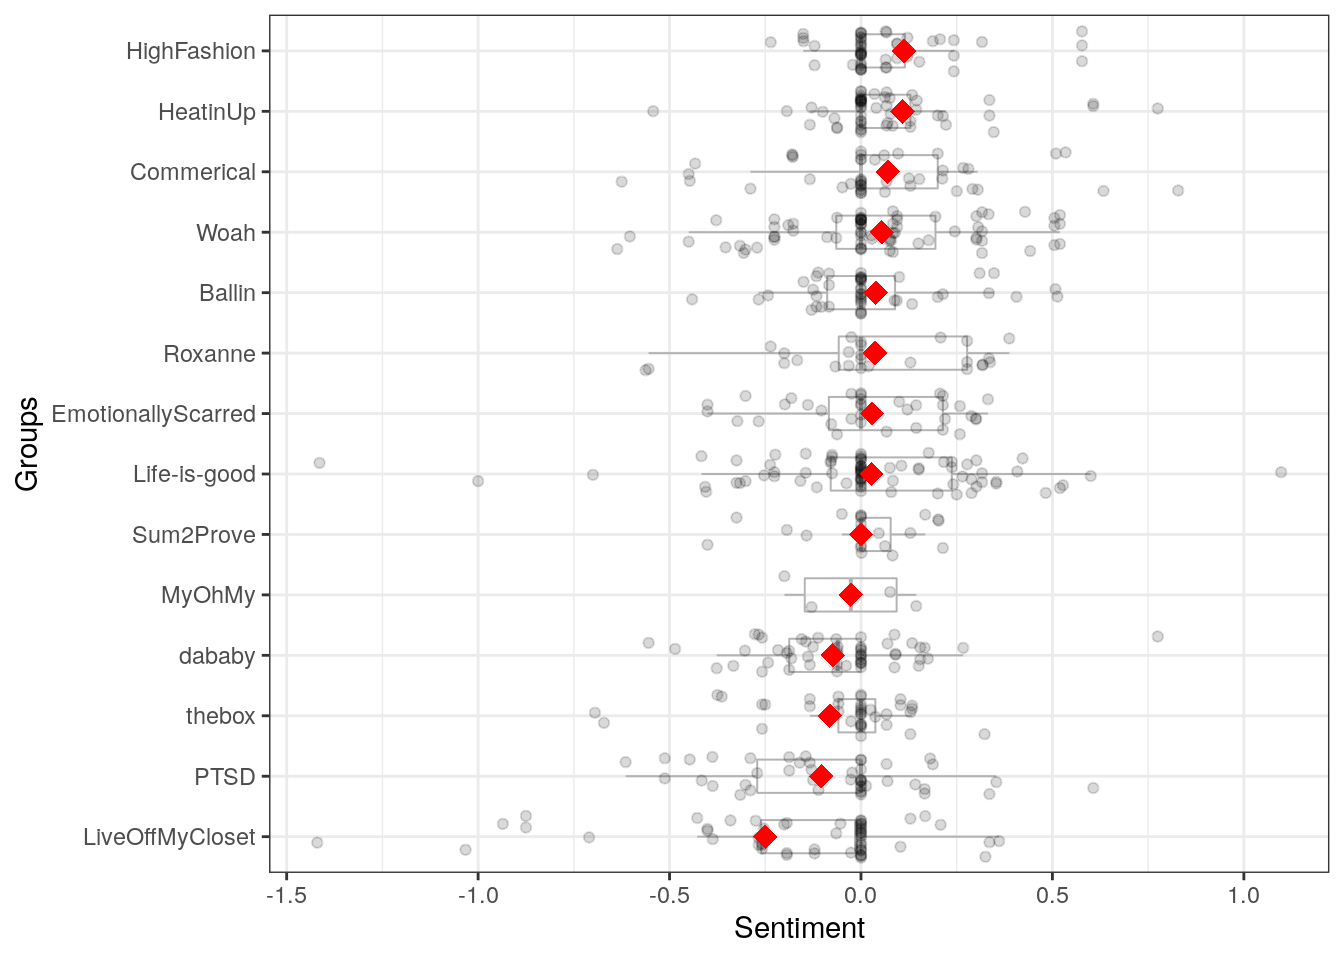 HighFashion
HeatinUp
Commerical
Woah
Ballin
Roxanne
EmotionallyScarred
Life-is-good
Sum2Prove
MyOhMy
dababy
thebox
PTSD
LiveOffMyCloset
Groups
-1.5 -1.0 -0.5 0.0 0.5 1.0
Sentiment